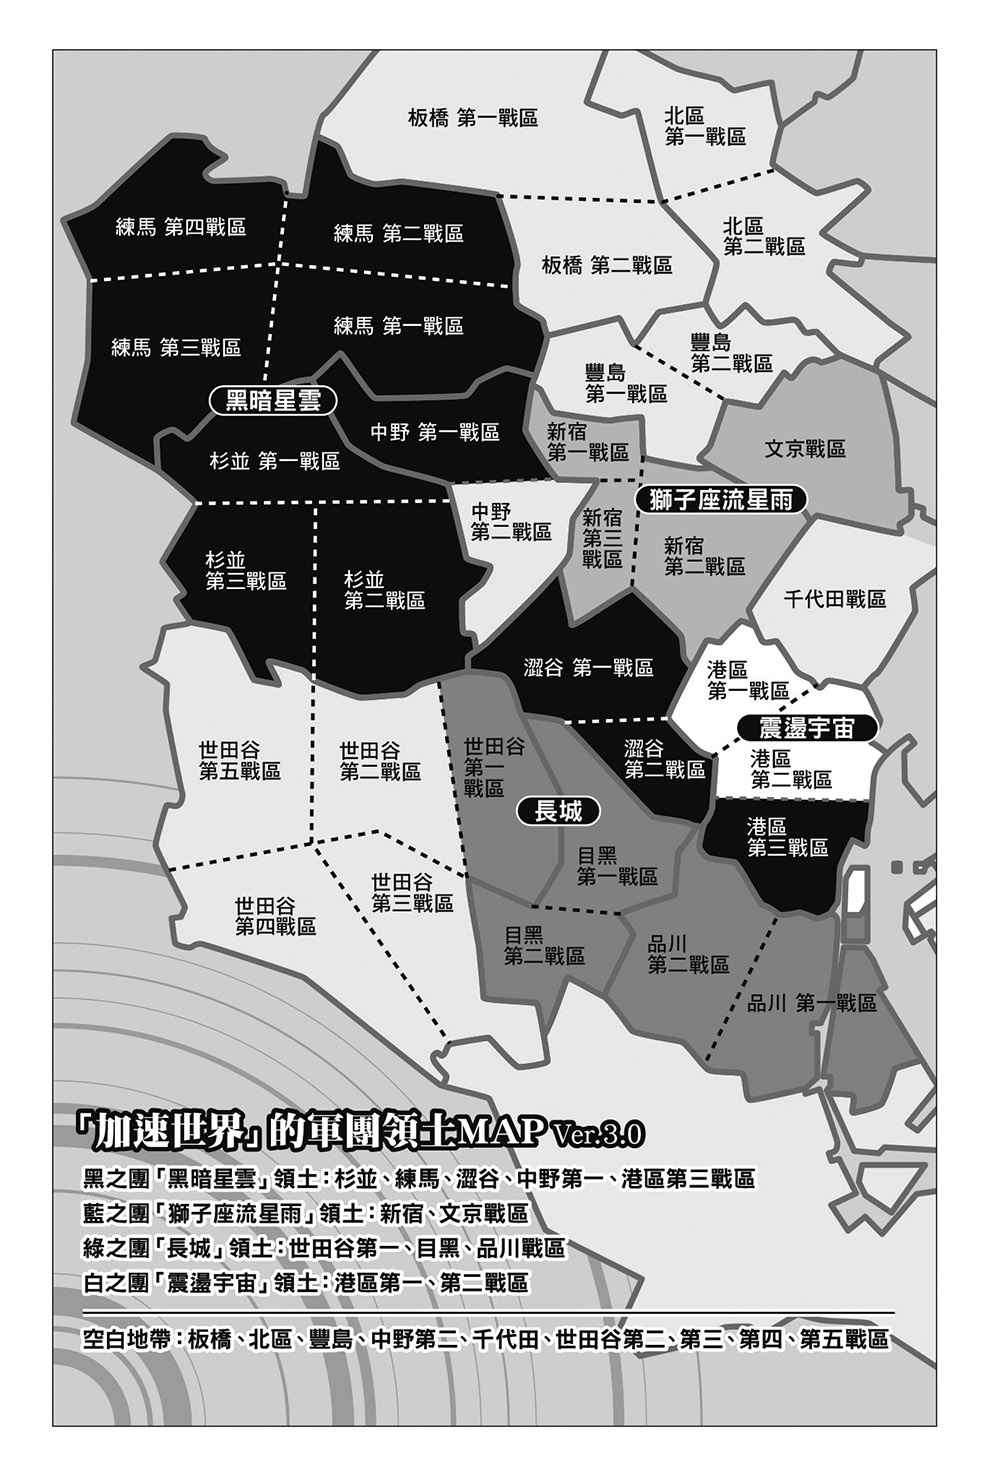 板橋 第一戰區
北區
第一戰區
練馬 第四戰區
練馬 第二戰區
北區
第二戰區
板橋 第二戰區
練馬 第三戰區
練馬 第一戰區
豐島
第二戰區
豐島
第一戰區
黑暗星雲
中野 第一戰區
新宿
第一戰區
文京戰區
杉並 第一戰區
獅子座流星雨
中野
第二戰區
新宿
第三
戰區
新宿
第二戰區
杉並
第三戰區
杉並
第二戰區
千代田戰區
澀谷 第一戰區
港區
第一戰區
震盪宇宙
世田谷
第五戰區
世田谷
第二戰區
世田谷
第一
戰區
澀谷
第二戰區
港區
第二戰區
長城
港區
第三戰區
目黑
第一戰區
世田谷
第三戰區
世田谷
第四戰區
目黑
第二戰區
品川
第二戰區
品川 第一戰區
「加速世界」的軍團領土MAP Ver.3.0
黑之團「黑暗星雲」領土：杉並、練馬、澀谷、中野第一、港區第三戰區
藍之團「獅子座流星雨」領土：新宿、文京戰區
綠之團「長城」領土：世田谷第一、目黑、品川戰區
白之團「震盪宇宙」領土：港區第一、第二戰區
空白地帶：板橋、北區、豐島、中野第二、千代田、世田谷第二、第三、第四、第五戰區